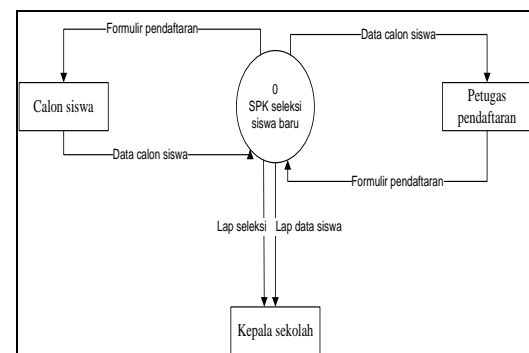 Formulir pendaftaran
Data calon siswa
0
SPK seleksi
siswa baru
Calon siswa
Petugas
pendaftaran
Data calon siswa
Formulir pendaftaran
Lap seleksi
Lap data siswa
Kepala sekolah